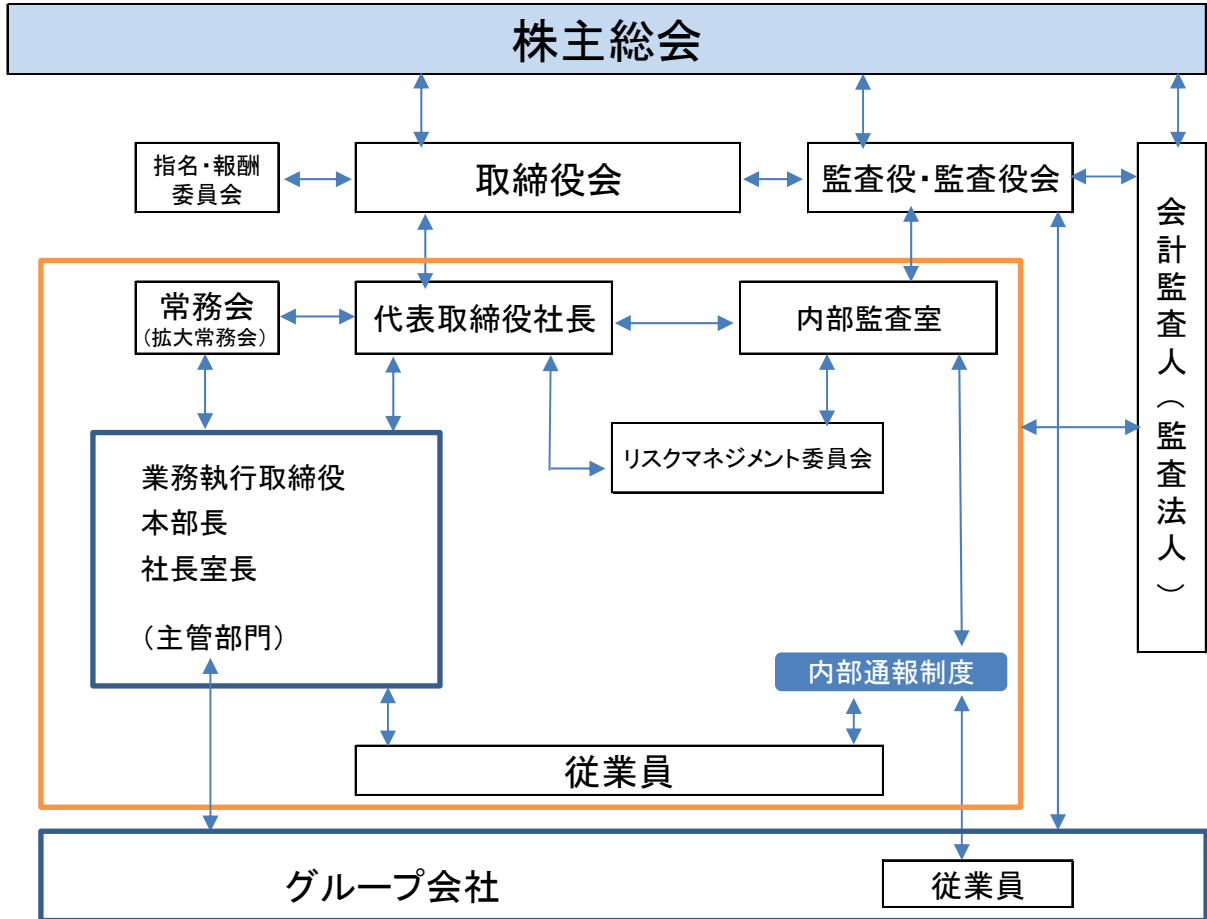 株主総会
指名・報酬
委員会
取締役会
監査役・監査役会
会計監査人（監査法人）
常務会
（拡大常務会）
代表取締役社長
内部監査室
リスクマネジメント委員会
業務執行取締役
本部長
社長室長
（主管部門）
内部通報制度
従業員
グループ会社
従業員